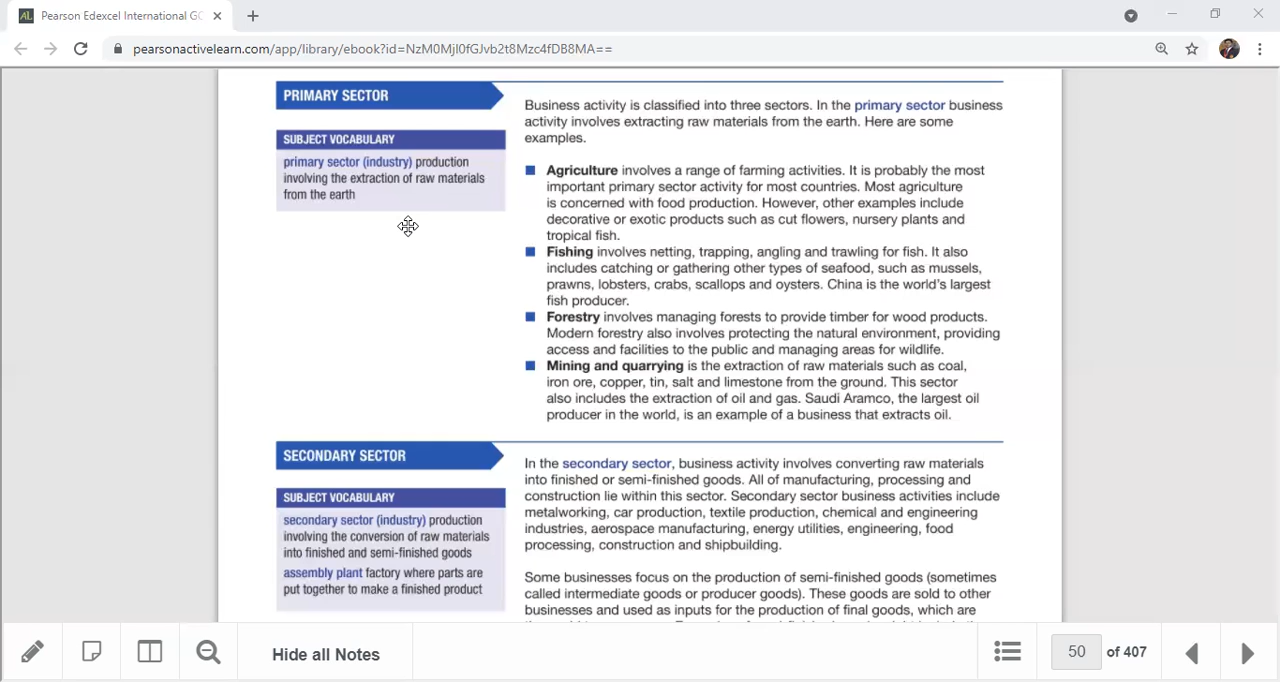 Pearson Edexcel International GC
pearsonactivelearn.com/app/library/ebook?id=NzM0MjI0fGJvb2t8Mzc4fDB8MA==
PRIMARY SECTOR
SUBJECT VOCABULARY
primary sector (industry) production
involving the extraction of raw materials
from the earth
Business activity is classified into three sectors. In the primary sector business
activity involves extracting raw materials from the earth. Here are some
examples.
Agriculture involves a range of farming activities. It is probably the most
important primary sector activity for most countries. Most agriculture
is concerned with food production. However, other examples include
decorative or exotic products such as cut flowers, nursery plants and
tropical fish.
Fishing involves netting, trapping, angling and trawling for fish. It also
includes catching or gathering other types of seafood, such as mussels,
prawns, lobsters, crabs, scallops and oysters. China is the world's largest
fish producer.
Forestry involves managing forests to provide timber for wood products.
Modern forestry also involves protecting the natural environment, providing
access and facilities to the public and managing areas for wildlife.
Mining and quarrying is the extraction of raw materials such as coal,
iron ore, copper, tin, salt and limestone from the ground. This sector
also includes the extraction of oil and gas. Saudi Aramco, the largest oil
producer in the world, is an example of a business that extracts oil.
SECONDARY SECTOR
SUBJECT VOCABULARY
secondary sector (industry) production
involving the conversion of raw materials
into finished and semi-finished goods
assembly plant factory where parts are
put together to make a finished product
In the secondary sector, business activity involves converting raw materials
into finished or semi-finished goods. All of manufacturing, processing and
construction lie within this sector. Secondary sector business activities include
metalworking, car production, textile production, chemical and engineering
industries, aerospace manufacturing, energy utilities, engineering, food
processing, construction and shipbuilding.
Some businesses focus on the production of semi-finished goods (sometimes
called intermediate goods or producer goods). These goods are sold to other
businesses and used as inputs for the production of final goods, which are
Hide all Notes
50 of 407